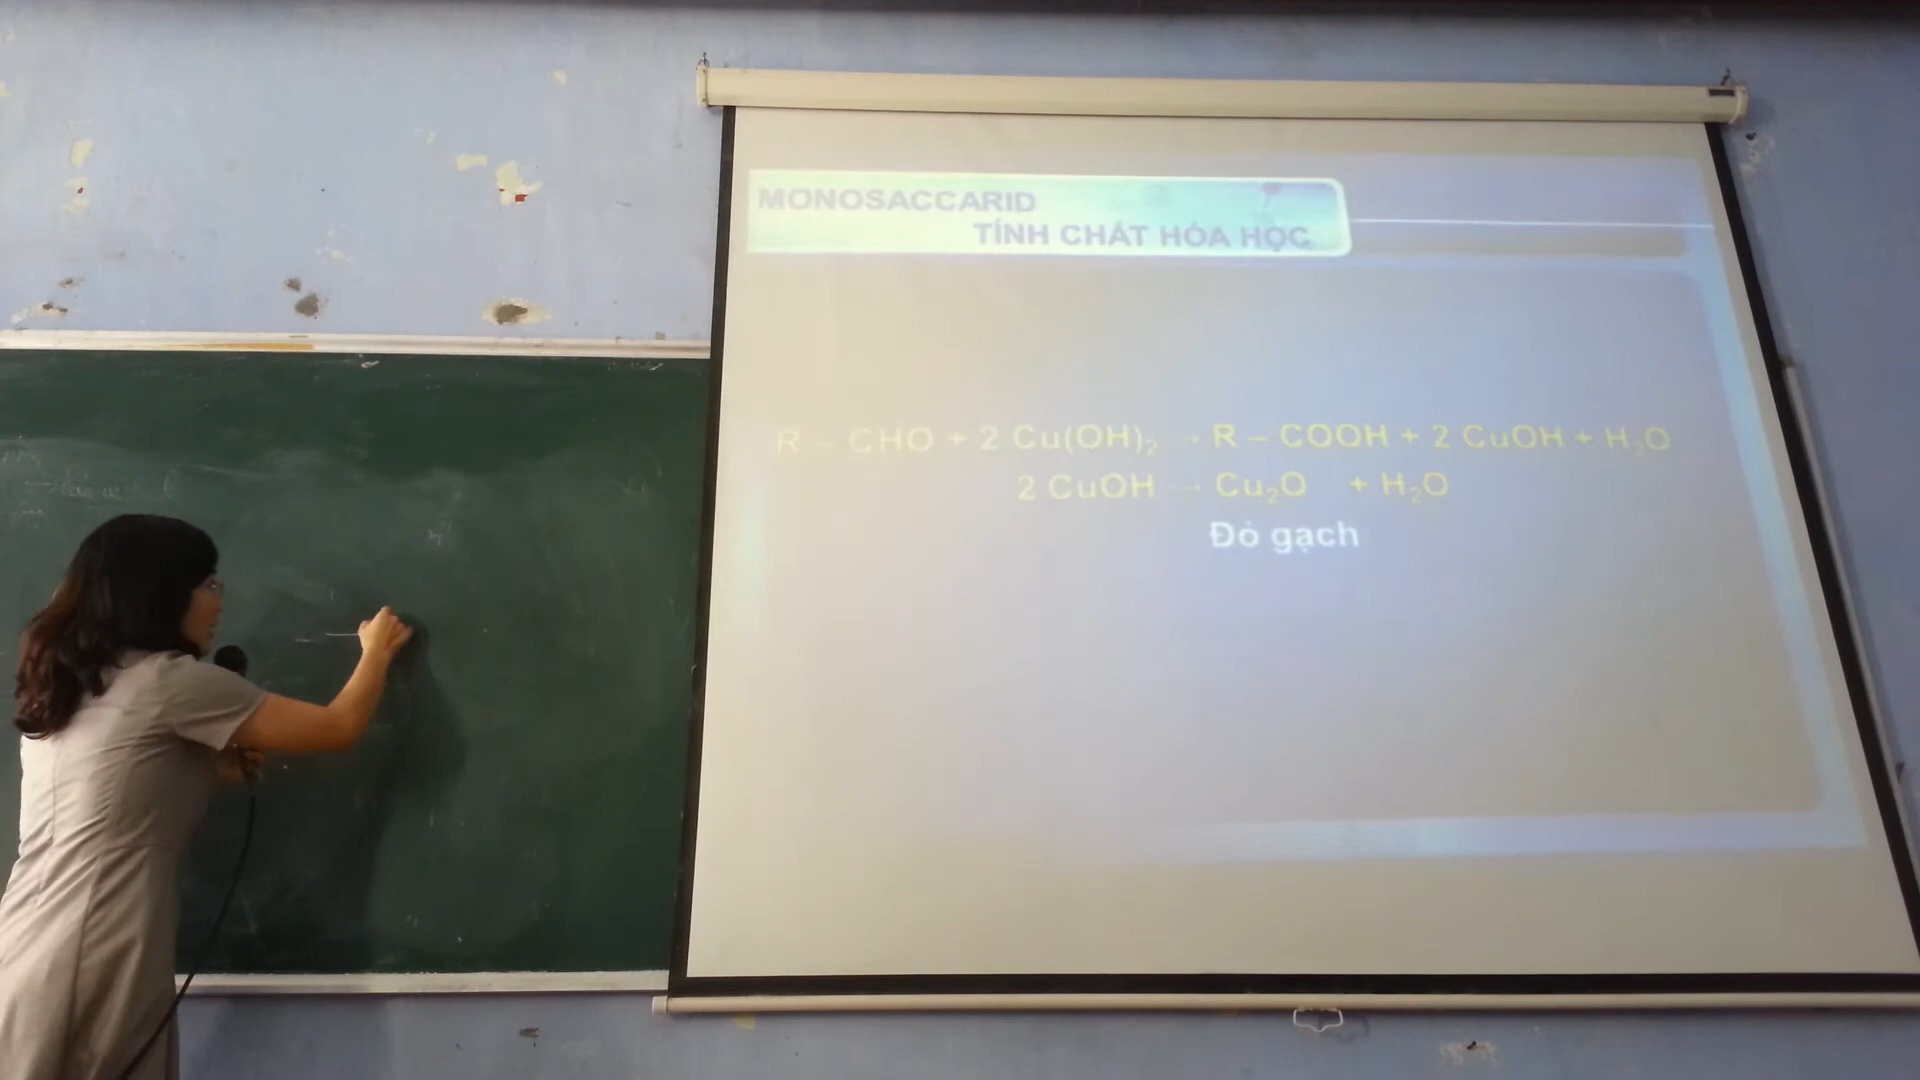 MONOSACCARID
TÍNH CHẤT HÓA HỌC
R – CHO + 2 Cu(OH)₂ → R – COOH + 2 CuOH + H₂O
2 CuOH → Cu₂O + H₂O
Đỏ gạch